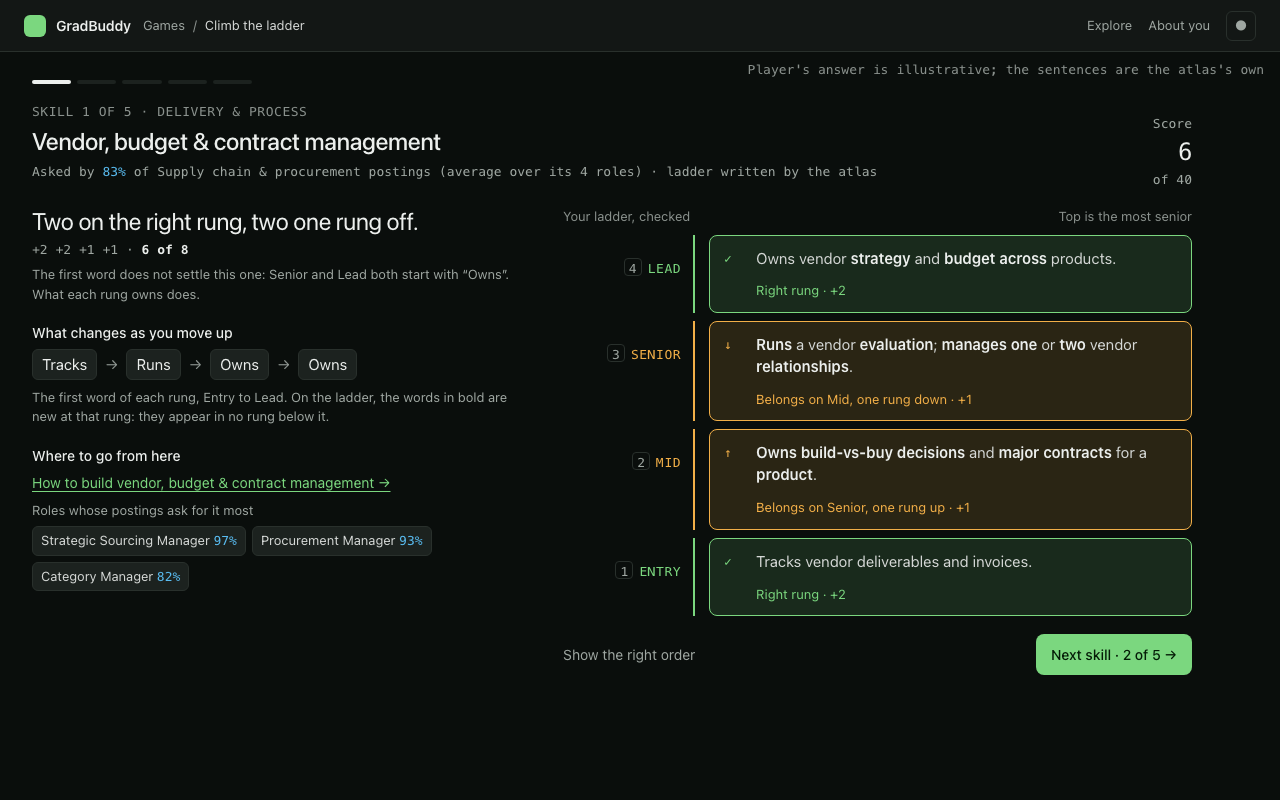 GradBuddy Games / Climb the ladder Explore About you
Player's answer is illustrative; the sentences are the atlas's own
SKILL 1 OF 5 · DELIVERY & PROCESS
Vendor, budget & contract management
Asked by 83% of Supply chain & procurement postings (average over its 4 roles) · ladder written by the atlas
Score
6
of 40
Two on the right rung, two one rung off.
+2 +2 +1 +1 · 6 of 8
The first word does not settle this one: Senior and Lead both start with “Owns”.
What each rung owns does.
What changes as you move up
Tracks → Runs → Owns → Owns
The first word of each rung, Entry to Lead. On the ladder, the words in bold are
new at that rung: they appear in no rung below it.
Where to go from here
How to build vendor, budget & contract management →
Roles whose postings ask for it most
Strategic Sourcing Manager 97% Procurement Manager 93%
Category Manager 82%
Your ladder, checked Top is the most senior
4 LEAD
✓ Owns vendor strategy and budget across products.
Right rung · +2
3 SENIOR
↓ Runs a vendor evaluation; manages one or two vendor
relationships.
Belongs on Mid, one rung down · +1
2 MID
↑ Owns build-vs-buy decisions and major contracts for a
product.
Belongs on Senior, one rung up · +1
1 ENTRY
✓ Tracks vendor deliverables and invoices.
Right rung · +2
Show the right order Next skill · 2 of 5 →